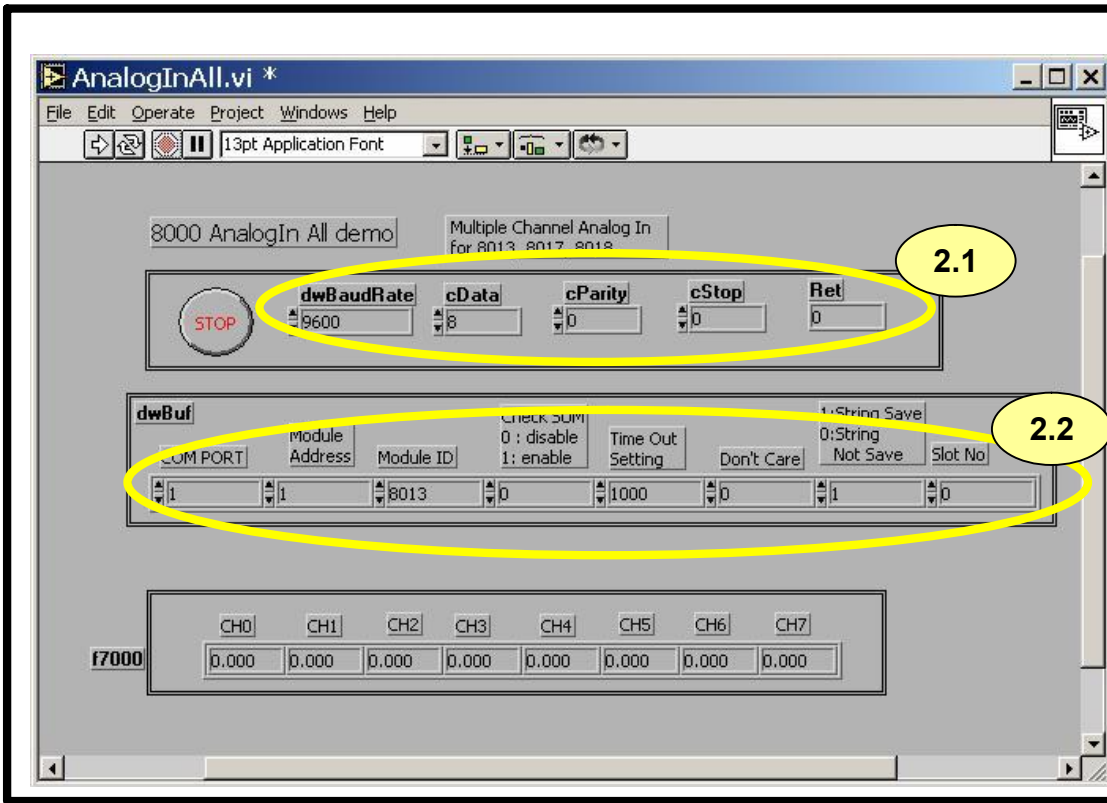 AnalogInAll.vi *
File Edit Operate Project Windows Help
13pt Application Font
8000 AnalogIn All demo
Multiple Channel Analog In
for 8013, 8017, 8018
2.1
dwBaudRate cData cParity cStop Ret
STOP
9600 8 0 0 0
dwBuf
2.2
COM PORT
Module
Address
Module ID
Check SUM
0 : disable
1: enable
Time Out
Setting
Don't Care
1:String Save
0:String
Not Save
Slot No
1 1 8013 0 1000 0 1 0
CH0 CH1 CH2 CH3 CH4 CH5 CH6 CH7
f7000
0.000 0.000 0.000 0.000 0.000 0.000 0.000 0.000